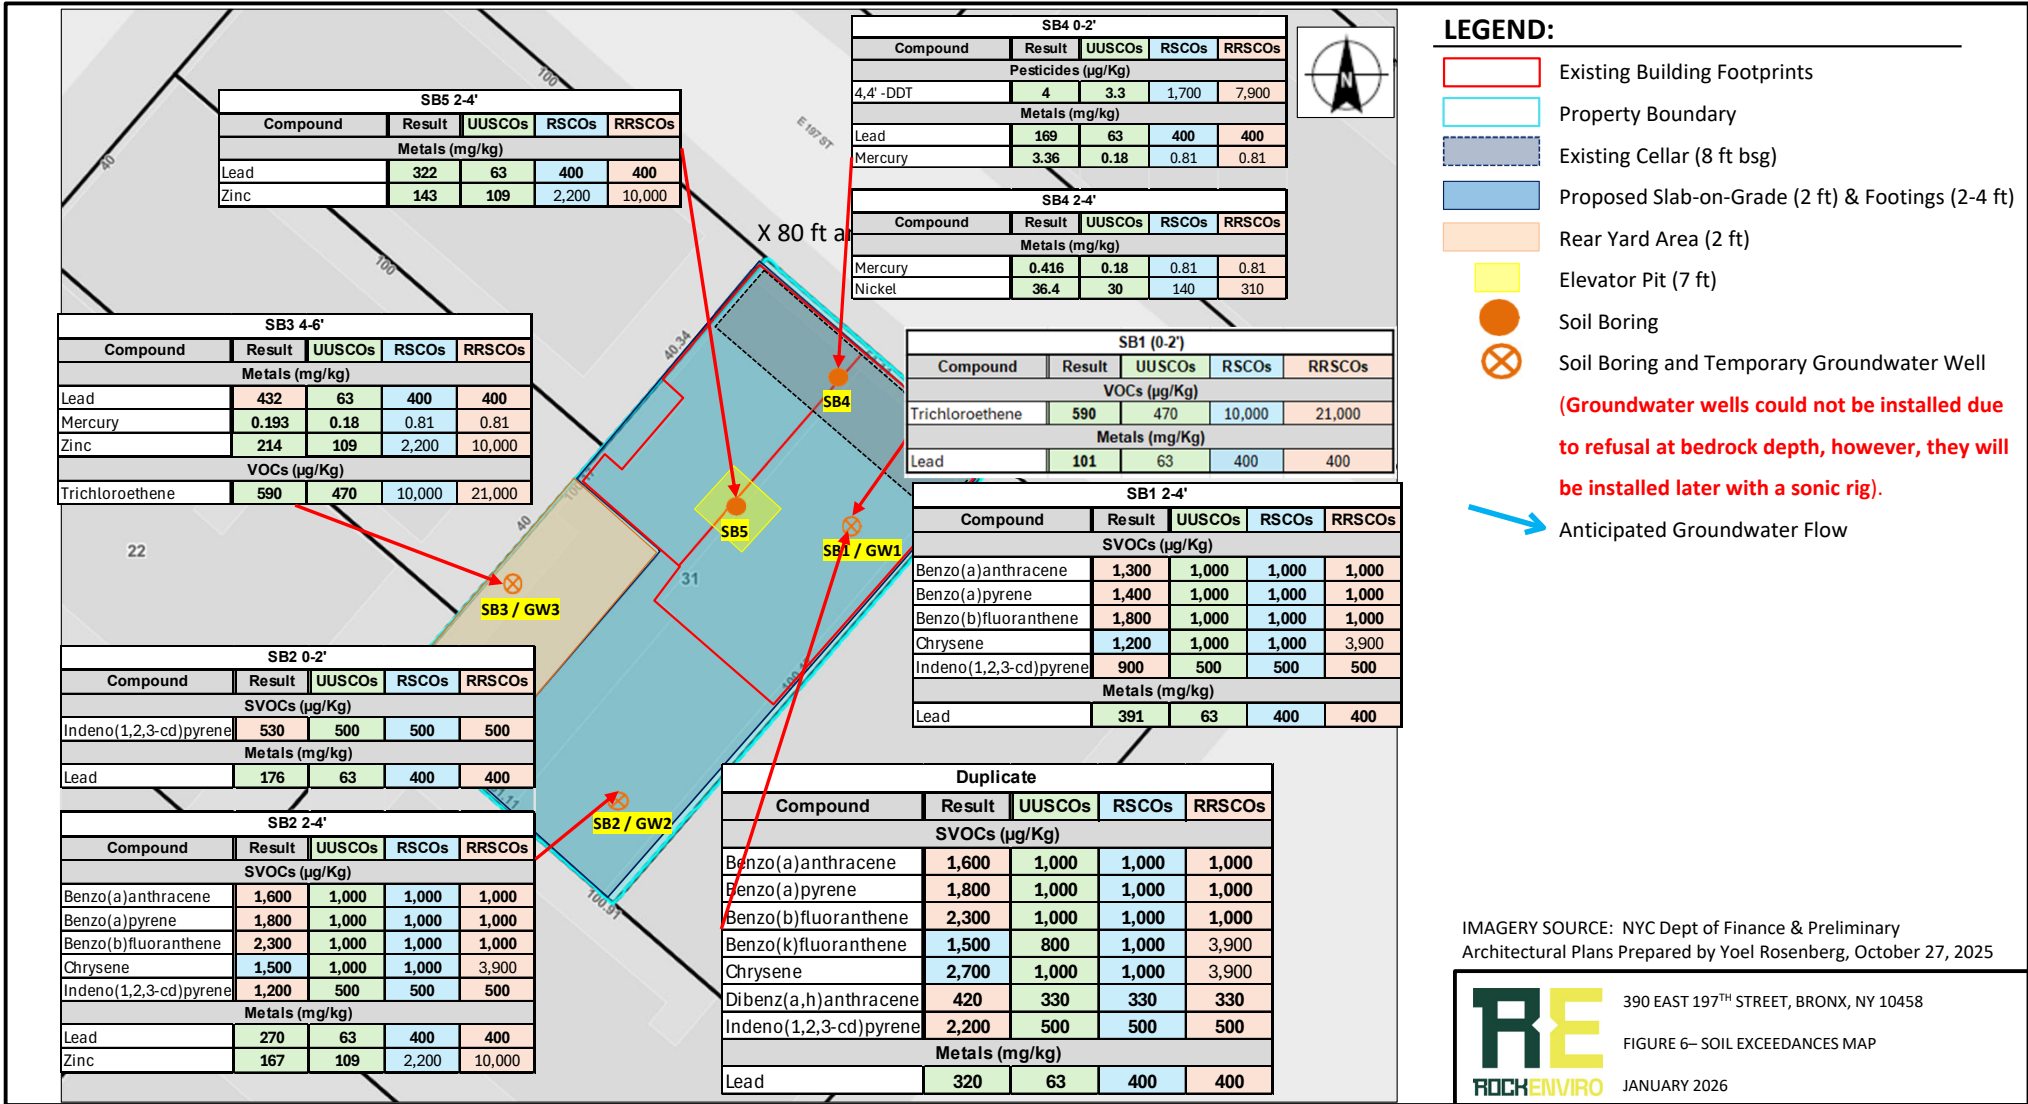 SB4 0-2'
Compound Result UUSCOs RSCOs RRSCOs
Pesticides (µg/Kg)
4,4' -DDT 4 3.3 1,700 7,900
Metals (mg/kg)
Lead 169 63 400 400
Mercury 3.36 0.18 0.81 0.81
SB4 2-4'
Compound Result UUSCOs RSCOs RRSCOs
Metals (mg/kg)
Mercury 0.416 0.18 0.81 0.81
Nickel 36.4 30 140 310
N
SB5 2-4'
Compound Result UUSCOs RSCOs RRSCOs
Metals (mg/kg)
Lead 322 63 400 400
Zinc 143 109 2,200 10,000
100
40
E 197 ST
X 80 ft a
100
40.34
SB3 4-6'
Compound Result UUSCOs RSCOs RRSCOs
Metals (mg/kg)
Lead 432 63 400 400
Mercury 0.193 0.18 0.81 0.81
Zinc 214 109 2,200 10,000
VOCs (µg/Kg)
Trichloroethene 590 470 10,000 21,000
SB1 (0-2')
Compound Result UUSCOs RSCOs RRSCOs
VOCs (µg/Kg)
Trichloroethene 590 470 10,000 21,000
Metals (mg/Kg)
Lead 101 63 400 400
SB4
SB5
SB1 / GW1
40
22
31
SB3 / GW3
SB1 2-4'
Compound Result UUSCOs RSCOs RRSCOs
SVOCs (µg/Kg)
Benzo(a)anthracene 1,300 1,000 1,000 1,000
Benzo(a)pyrene 1,400 1,000 1,000 1,000
Benzo(b)fluoranthene 1,800 1,000 1,000 1,000
Chrysene 1,200 1,000 1,000 3,900
Indeno(1,2,3-cd)pyrene 900 500 500 500
Metals (mg/kg)
Lead 391 63 400 400
SB2 0-2'
Compound Result UUSCOs RSCOs RRSCOs
SVOCs (µg/Kg)
Indeno(1,2,3-cd)pyrene 530 500 500 500
Metals (mg/kg)
Lead 176 63 400 400
SB2 / GW2
100.91
SB2 2-4'
Compound Result UUSCOs RSCOs RRSCOs
SVOCs (µg/Kg)
Benzo(a)anthracene 1,600 1,000 1,000 1,000
Benzo(a)pyrene 1,800 1,000 1,000 1,000
Benzo(b)fluoranthene 2,300 1,000 1,000 1,000
Chrysene 1,500 1,000 1,000 3,900
Indeno(1,2,3-cd)pyrene 1,200 500 500 500
Metals (mg/kg)
Lead 270 63 400 400
Zinc 167 109 2,200 10,000
Duplicate
Compound Result UUSCOs RSCOs RRSCOs
SVOCs (µg/Kg)
Benzo(a)anthracene 1,600 1,000 1,000 1,000
Benzo(a)pyrene 1,800 1,000 1,000 1,000
Benzo(b)fluoranthene 2,300 1,000 1,000 1,000
Benzo(k)fluoranthene 1,500 800 1,000 3,900
Chrysene 2,700 1,000 1,000 3,900
Dibenz(a,h)anthracene 420 330 330 330
Indeno(1,2,3-cd)pyrene 2,200 500 500 500
Metals (mg/kg)
Lead 320 63 400 400
LEGEND:
Existing Building Footprints
Property Boundary
Existing Cellar (8 ft bsg)
Proposed Slab-on-Grade (2 ft) & Footings (2-4 ft)
Rear Yard Area (2 ft)
Elevator Pit (7 ft)
Soil Boring
Soil Boring and Temporary Groundwater Well
(Groundwater wells could not be installed due
to refusal at bedrock depth, however, they will
be installed later with a sonic rig).
Anticipated Groundwater Flow
IMAGERY SOURCE: NYC Dept of Finance & Preliminary
Architectural Plans Prepared by Yoel Rosenberg, October 27, 2025
RE
ROCKENVIRO
390 EAST 197TH STREET, BRONX, NY 10458
FIGURE 6– SOIL EXCEEDANCES MAP
JANUARY 2026